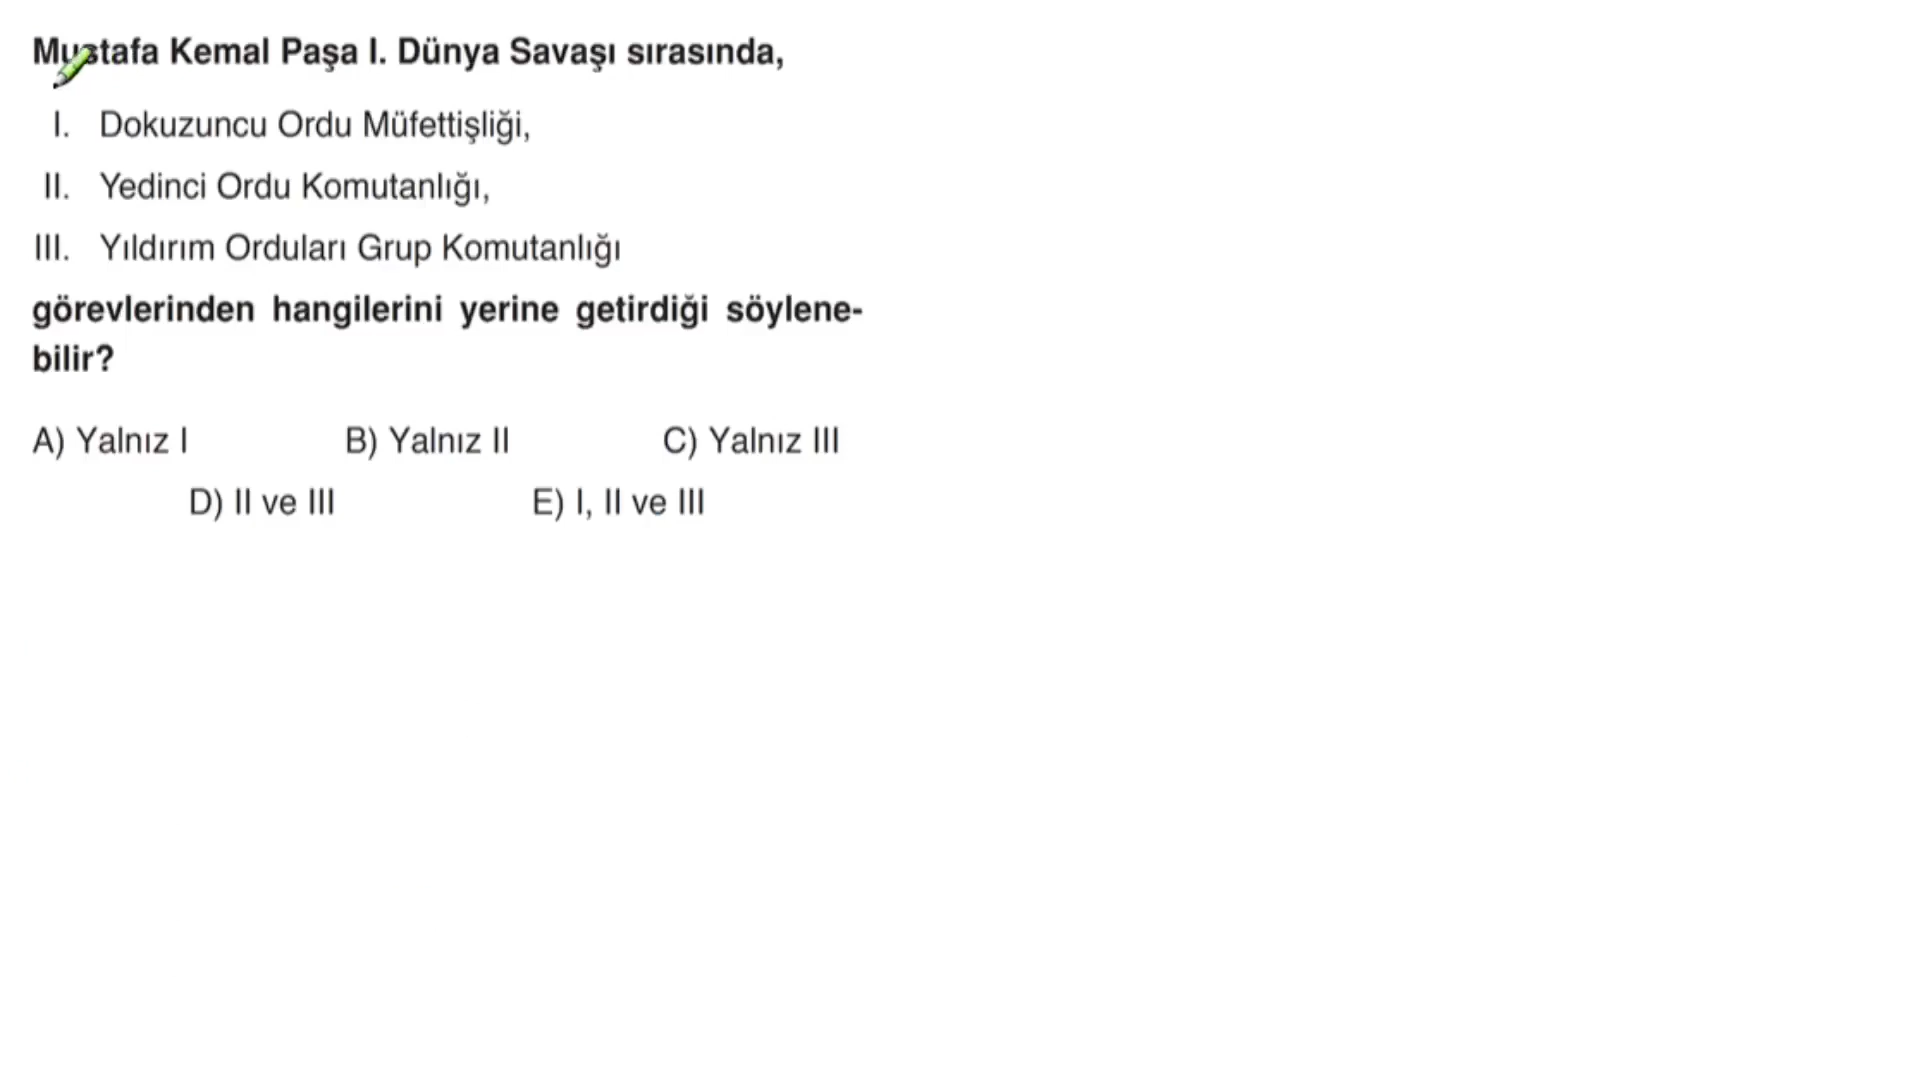 Mustafa Kemal Paşa I. Dünya Savaşı sırasında,
I. Dokuzuncu Ordu Müfettişliği,
II. Yedinci Ordu Komutanlığı,
III. Yıldırım Orduları Grup Komutanlığı
görevlerinden hangilerini yerine getirdiği söylene-
bilir?
A) Yalnız I B) Yalnız II C) Yalnız III
D) II ve III E) I, II ve III